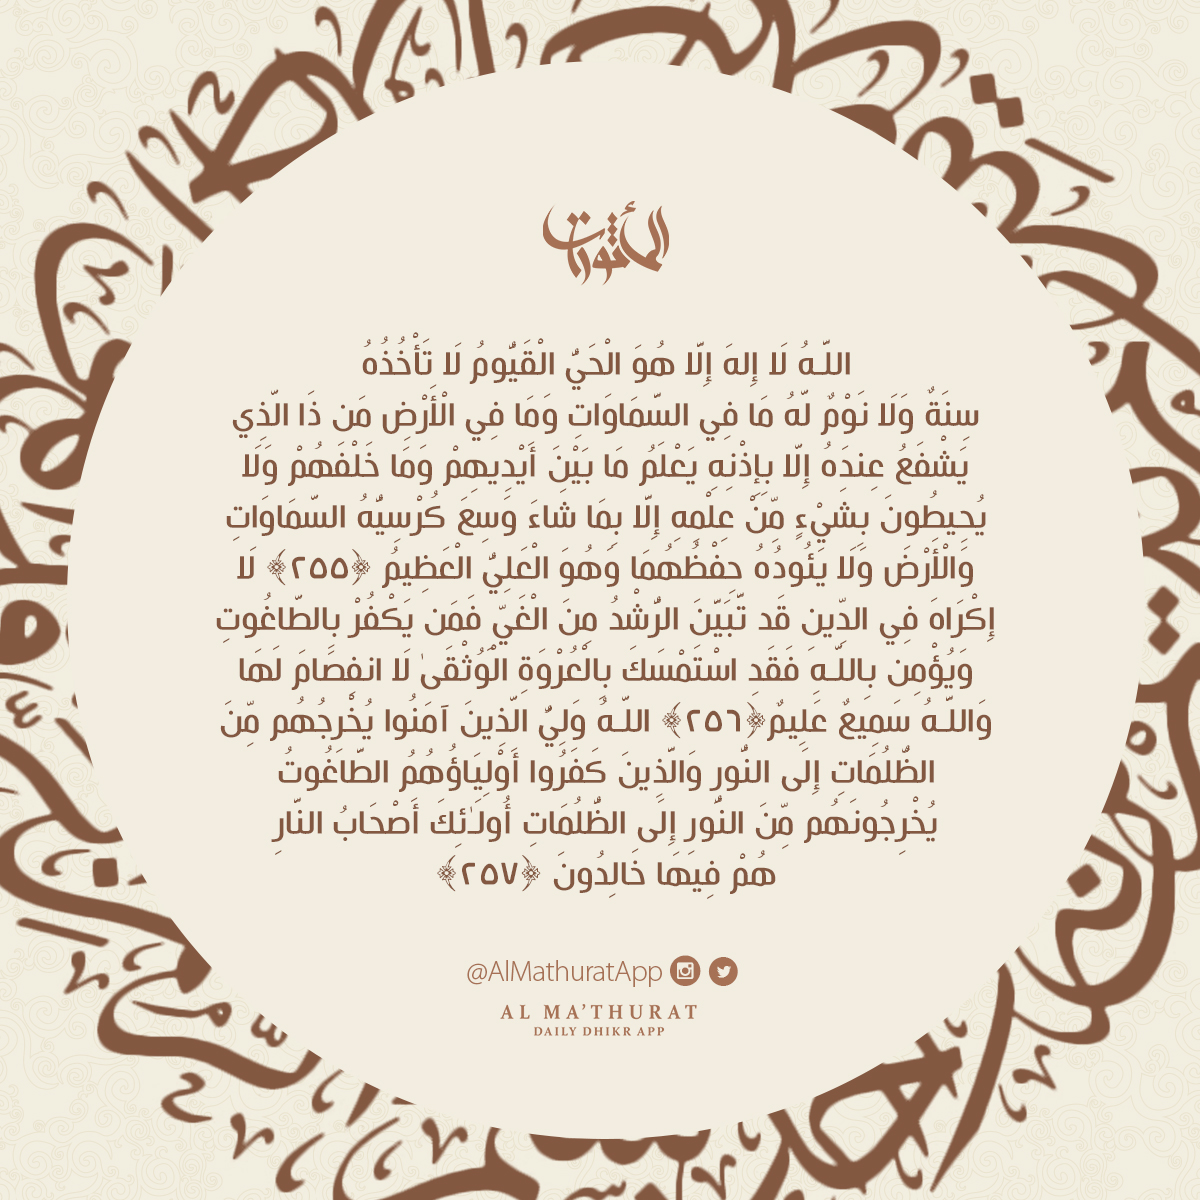 المأثورات
اللَّـهُ لَا إِلَهَ إِلَّا هُوَ الْحَيُّ الْقَيُّومُ لَا تَأْخُذُهُ
سِنَةٌ وَلَا نَوْمٌ لَّهُ مَا فِي السَّمَاوَاتِ وَمَا فِي الْأَرْضِ مَن ذَا الَّذِي
يَشْفَعُ عِندَهُ إِلَّا بِإِذْنِهِ يَعْلَمُ مَا بَيْنَ أَيْدِيهِمْ وَمَا خَلْفَهُمْ وَلَا
يُحِيطُونَ بِشَيْءٍ مِّنْ عِلْمِهِ إِلَّا بِمَا شَاءَ وَسِعَ كُرْسِيُّهُ السَّمَاوَاتِ
وَالْأَرْضَ وَلَا يَئُودُهُ حِفْظُهُمَا وَهُوَ الْعَلِيُّ الْعَظِيمُ ﴿٢٥٥﴾ لَا
إِكْرَاهَ فِي الدِّينِ قَد تَّبَيَّنَ الرُّشْدُ مِنَ الْغَيِّ فَمَن يَكْفُرْ بِالطَّاغُوتِ
وَيُؤْمِن بِاللَّـهِ فَقَدِ اسْتَمْسَكَ بِالْعُرْوَةِ الْوُثْقَىٰ لَا انفِصَامَ لَهَا
وَاللَّـهُ سَمِيعٌ عَلِيمٌ﴿٢٥٦﴾ اللَّـهُ وَلِيُّ الَّذِينَ آمَنُوا يُخْرِجُهُم مِّنَ
الظُّلُمَاتِ إِلَى النُّورِ وَالَّذِينَ كَفَرُوا أَوْلِيَاؤُهُمُ الطَّاغُوتُ
يُخْرِجُونَهُم مِّنَ النُّورِ إِلَى الظُّلُمَاتِ أُولَـٰئِكَ أَصْحَابُ النَّارِ
هُمْ فِيهَا خَالِدُونَ ﴿٢٥٧﴾
@AlMathuratApp
AL MA’THURAT
DAILY DHIKR APP